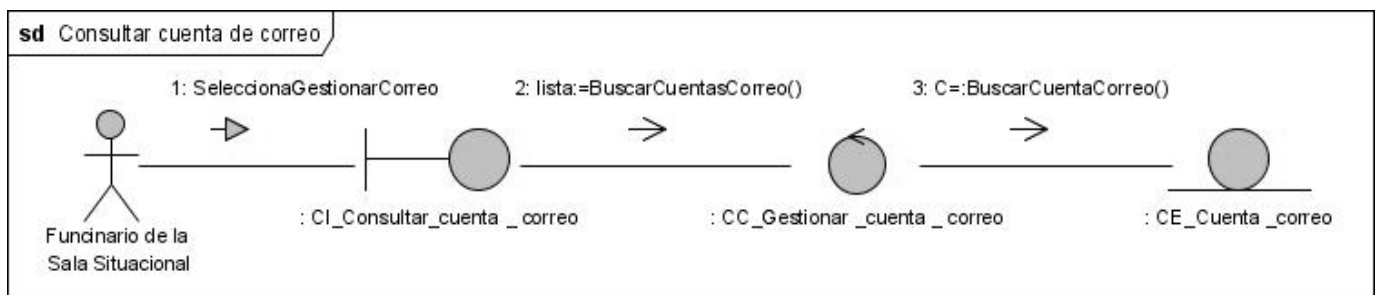 sd Consultar cuenta de correo
1: SeleccionaGestionarCorreo
2: lista:=BuscarCuentasCorreo()
3: C=:BuscarCuentaCorreo()
: CI_Consultar_cuenta _ correo
: CC_Gestionar _cuenta _ correo
: CE_Cuenta _correo
Funcinario de la
Sala Situacional